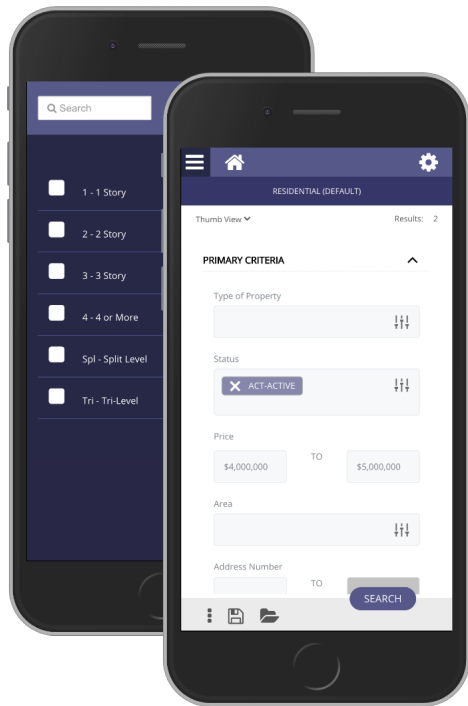 Search
1 - 1 Story
2 - 2 Story
3 - 3 Story
4 - 4 or More
Spl - Split Level
Tri - Tri-Level
RESIDENTIAL (DEFAULT)
Thumb View Results: 2
PRIMARY CRITERIA
Type of Property
Status
ACT-ACTIVE
Price
$4,000,000 TO $5,000,000
Area
Address Number
TO
SEARCH